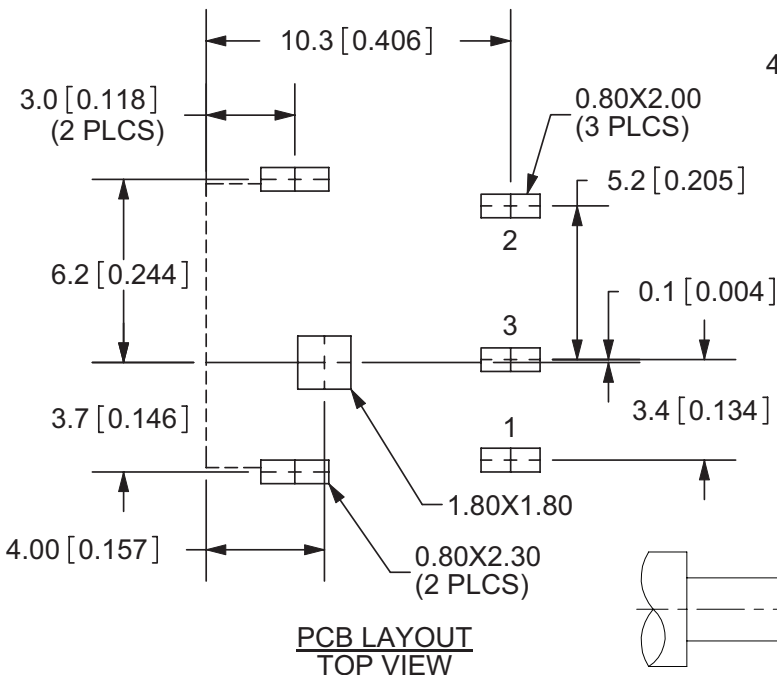 10.3 [0.406]
4
3.0 [0.118]
(2 PLCS)
0.80X2.00
(3 PLCS)
5.2 [0.205]
2
6.2 [0.244]
0.1 [0.004]
3
3.7 [0.146]
3.4 [0.134]
1
1.80X1.80
4.00 [0.157]
0.80X2.30
(2 PLCS)
PCB LAYOUT
TOP VIEW